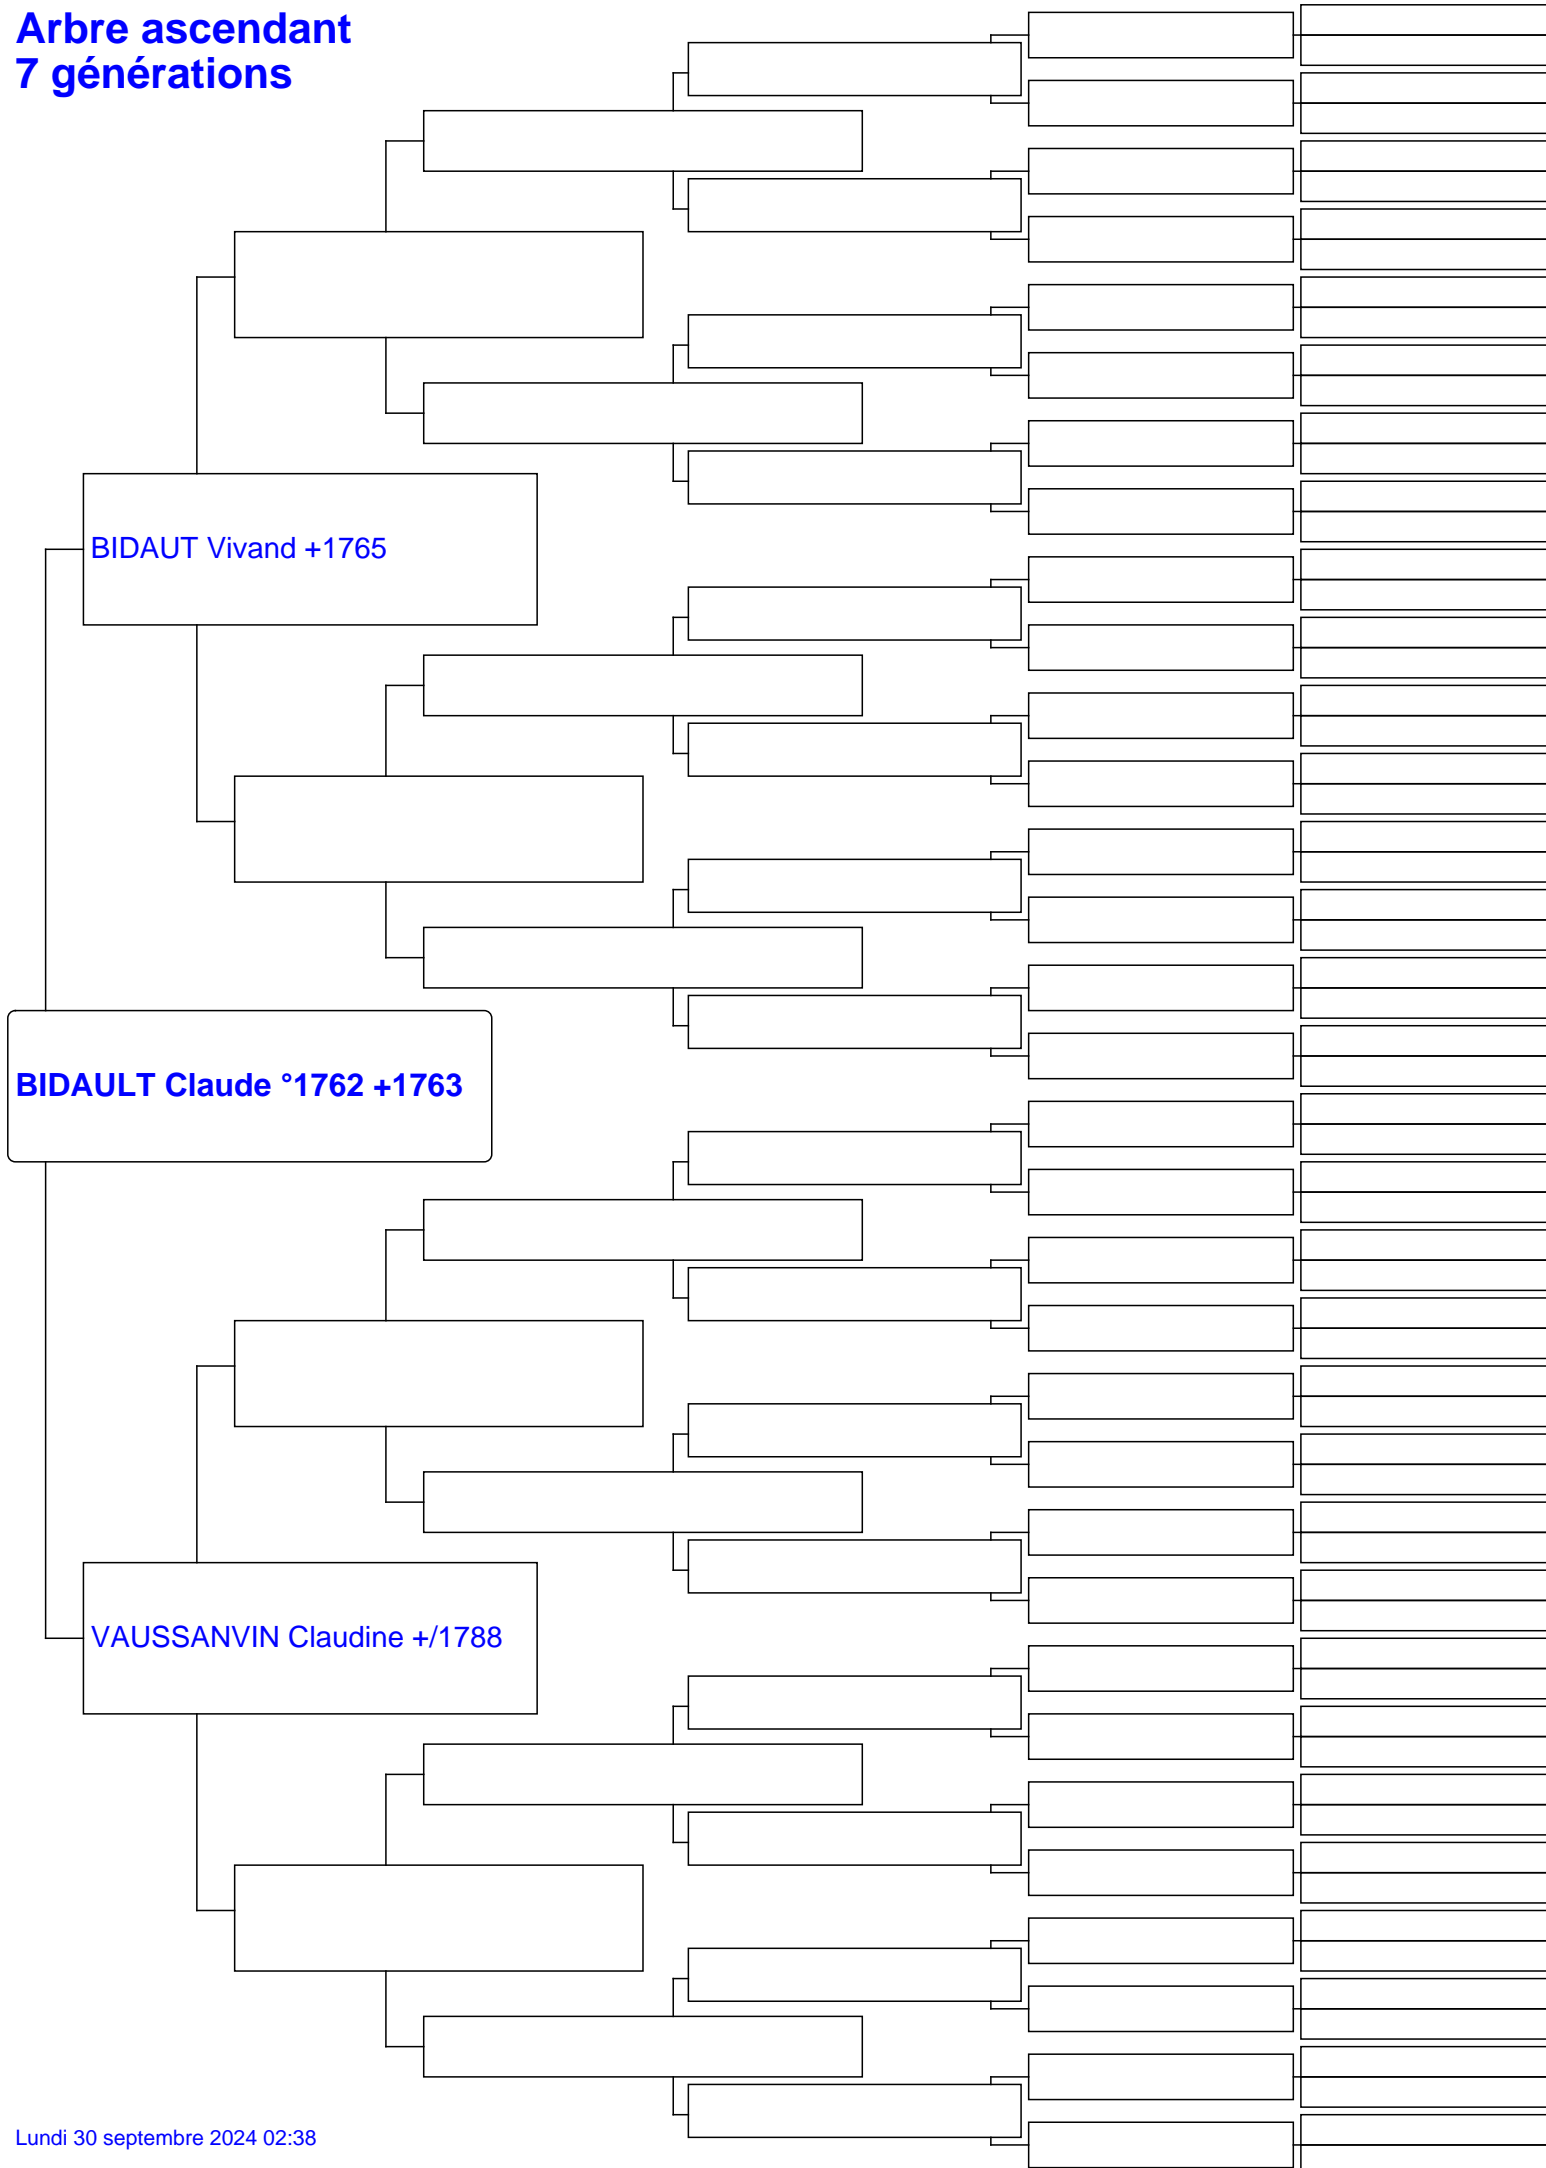 Arbre ascendant
7 générations
BIDAUT Vivand +1765
BIDAULT Claude °1762 +1763
VAUSSANVIN Claudine +/1788
Lundi 30 septembre 2024 02:38